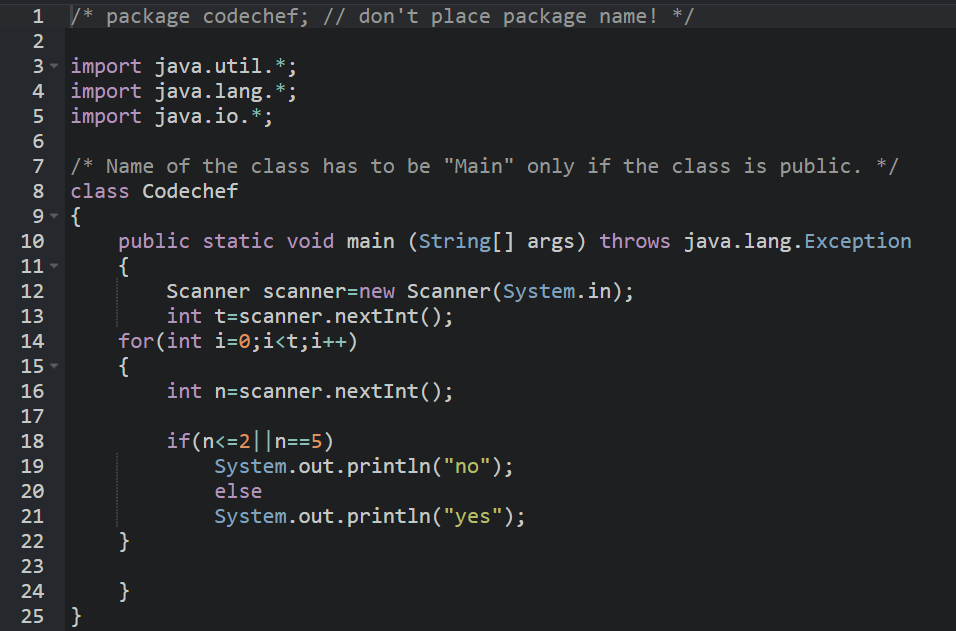 1 /* package codechef; // don't place package name! */
2
3 import java.util.*;
4 import java.lang.*;
5 import java.io.*;
6
7 /* Name of the class has to be "Main" only if the class is public. */
8 class Codechef
9 {
10     public static void main (String[] args) throws java.lang.Exception
11     {
12         Scanner scanner=new Scanner(System.in);
13         int t=scanner.nextInt();
14     for(int i=0;i<t;i++)
15     {
16         int n=scanner.nextInt();
17
18         if(n<=2||n==5)
19             System.out.println("no");
20             else
21             System.out.println("yes");
22     }
23
24     }
25 }